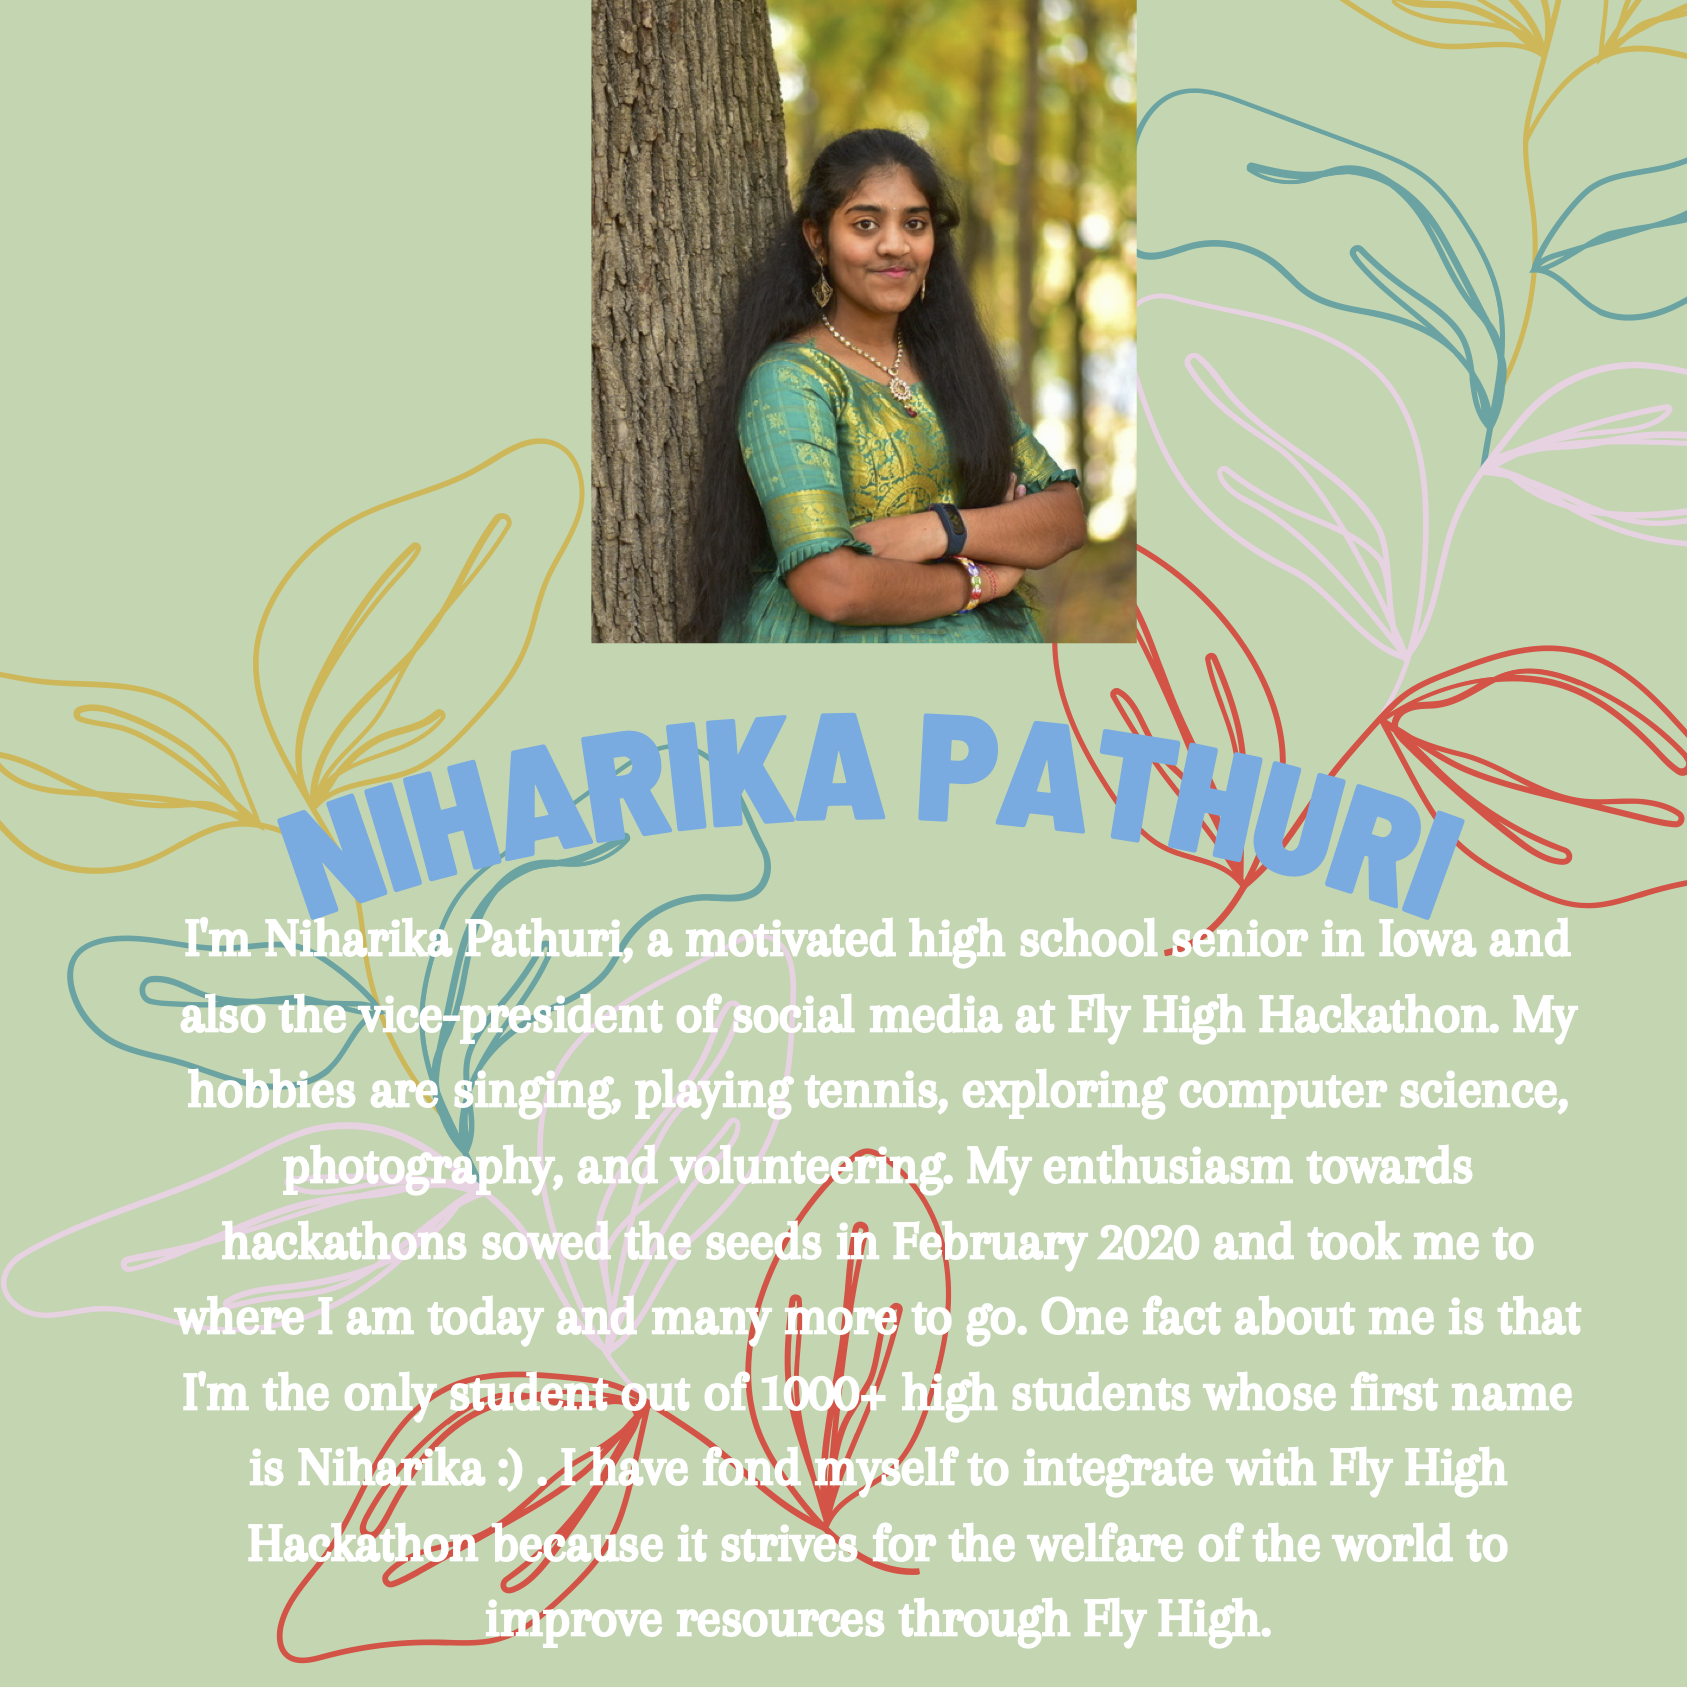 NIHARIKA PATHURI
I'm Niharika Pathuri, a motivated high school senior in Iowa and
also the vice-president of social media at Fly High Hackathon. My
hobbies are singing, playing tennis, exploring computer science,
photography, and volunteering. My enthusiasm towards
hackathons sowed the seeds in February 2020 and took me to
where I am today and many more to go. One fact about me is that
I'm the only student out of 1000+ high students whose first name
is Niharika :) . I have fond myself to integrate with Fly High
Hackathon because it strives for the welfare of the world to
improve resources through Fly High.